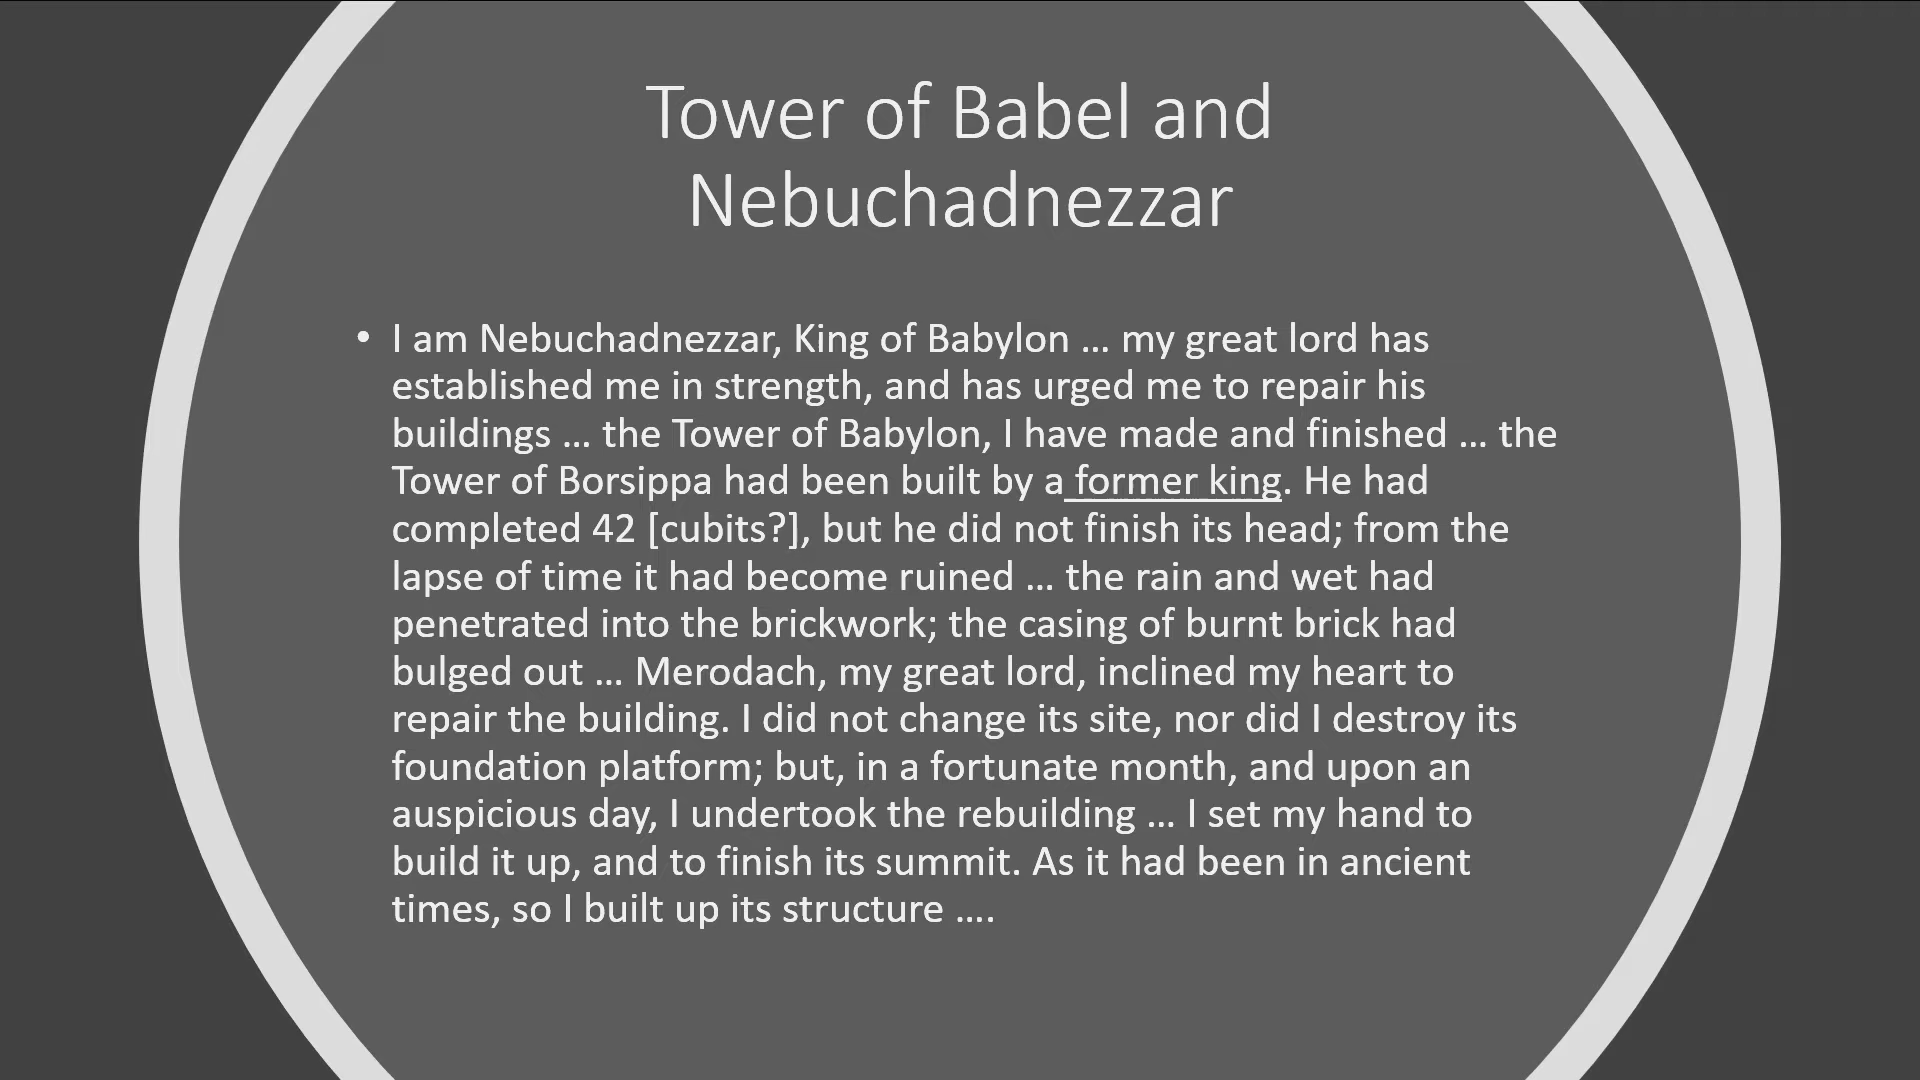 Tower of Babel and
Nebuchadnezzar
• I am Nebuchadnezzar, King of Babylon ... my great lord has
established me in strength, and has urged me to repair his
buildings ... the Tower of Babylon, I have made and finished ... the
Tower of Borsippa had been built by a former king. He had
completed 42 [cubits?], but he did not finish its head; from the
lapse of time it had become ruined ... the rain and wet had
penetrated into the brickwork; the casing of burnt brick had
bulged out ... Merodach, my great lord, inclined my heart to
repair the building. I did not change its site, nor did I destroy its
foundation platform; but, in a fortunate month, and upon an
auspicious day, I undertook the rebuilding ... I set my hand to
build it up, and to finish its summit. As it had been in ancient
times, so I built up its structure ....